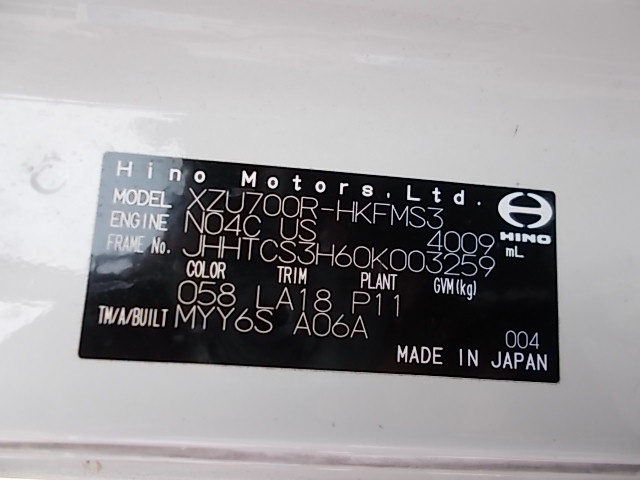 Hino Motors,Ltd.
MODEL XZU700R-HKFMS3
HINO
ENGINE N04C US 4009 mL
FRAME No. JHHTCS3H60K003259
COLOR TRIM PLANT GVM(kg)
058 LA18 P11
TM/A/BUILT MYY6S A06A
004
MADE IN JAPAN